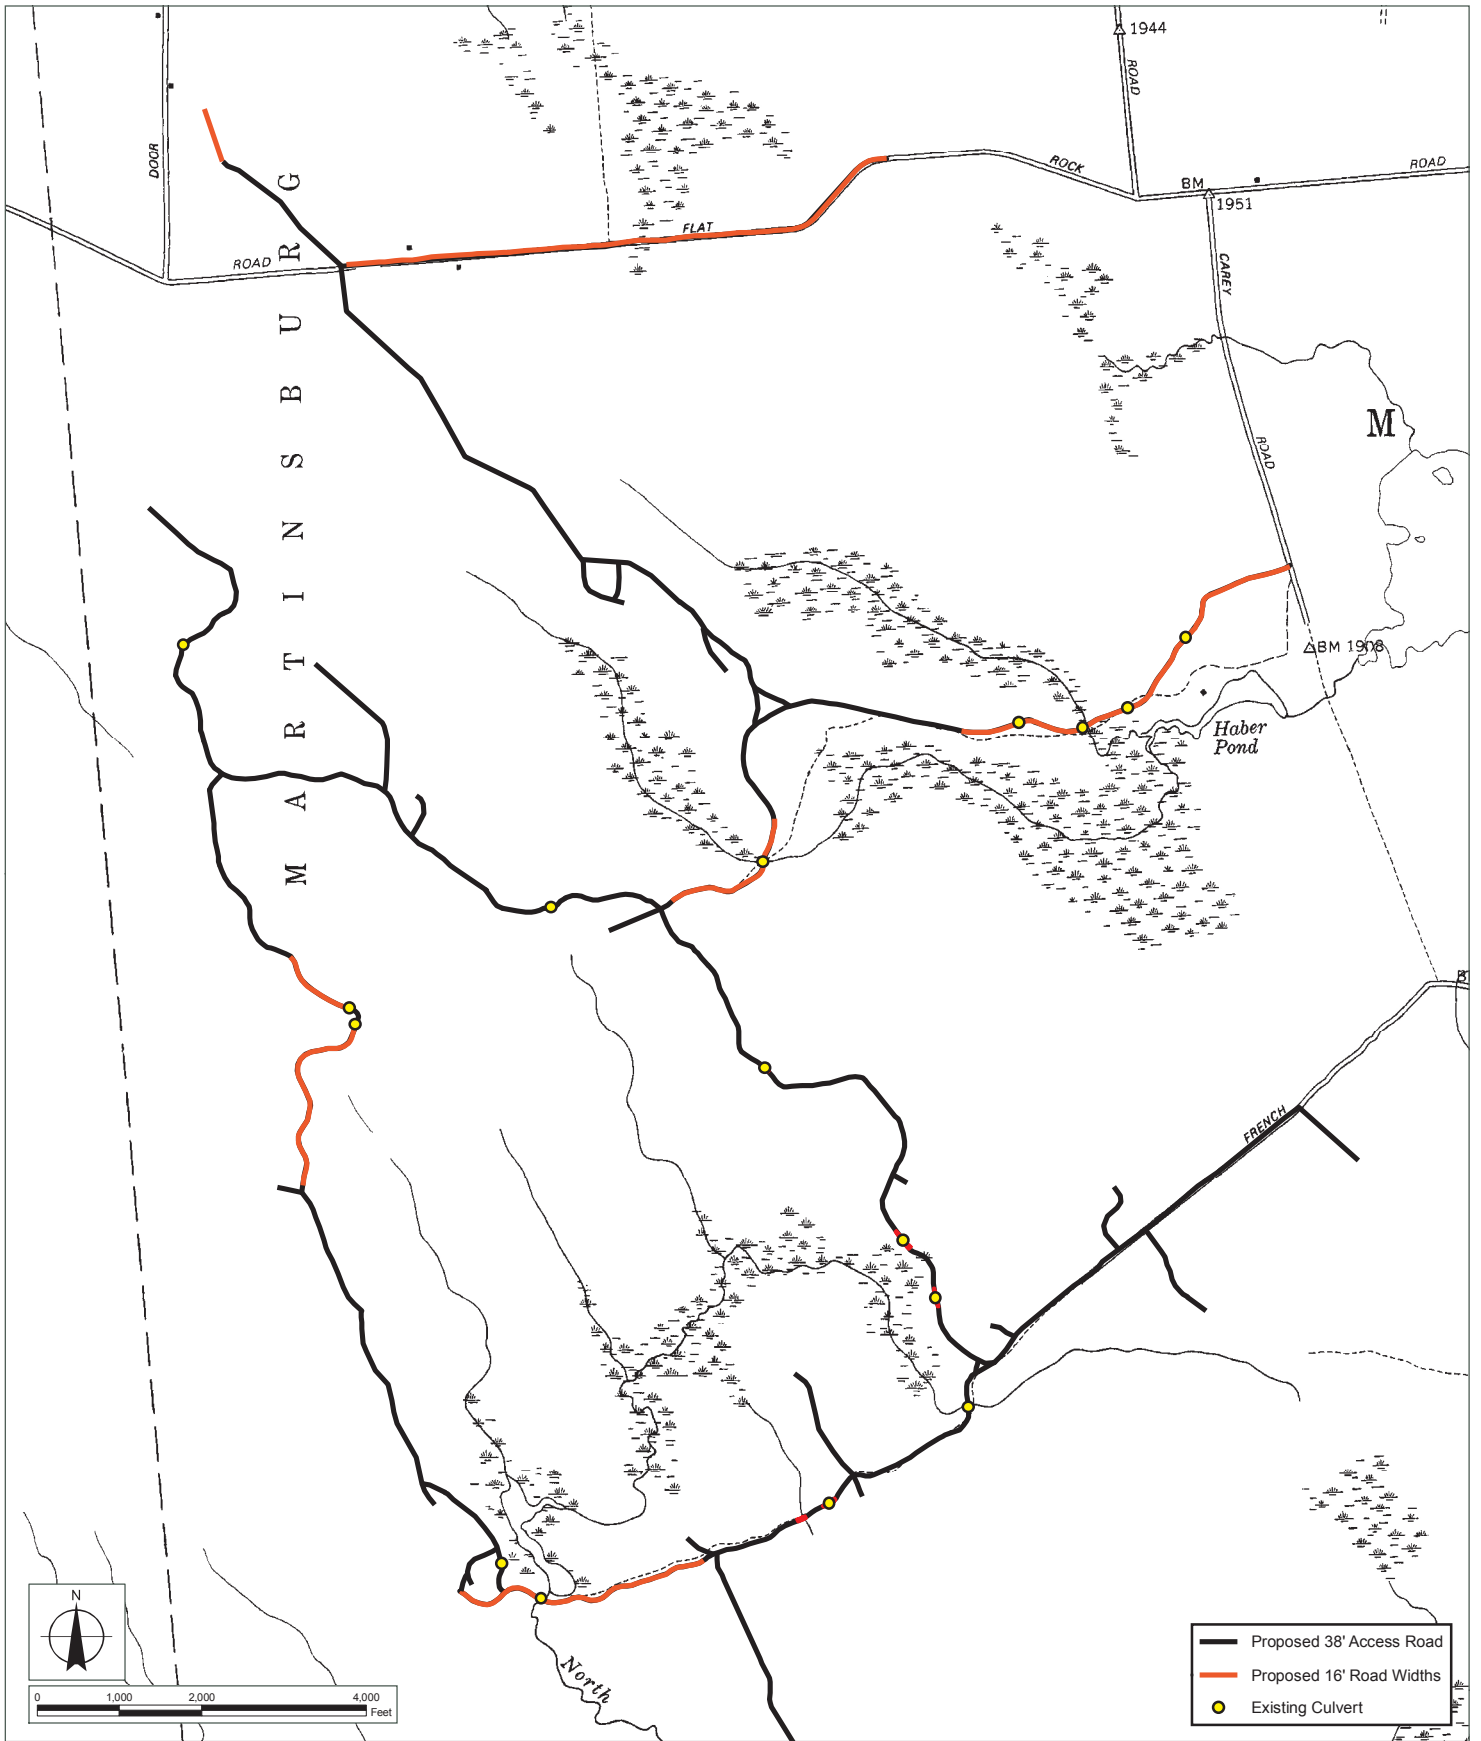 1944
ROAD
DOOR
ROCK
ROAD
BM
1951
FLAT
ROAD
CAREY
MARTINSBURG
M
ROAD
BM 1908
Haber
Pond
B
FRENCH
North
N
0 1,000 2,000 4,000
Feet
Proposed 38' Access Road
Proposed 16' Road Widths
Existing Culvert